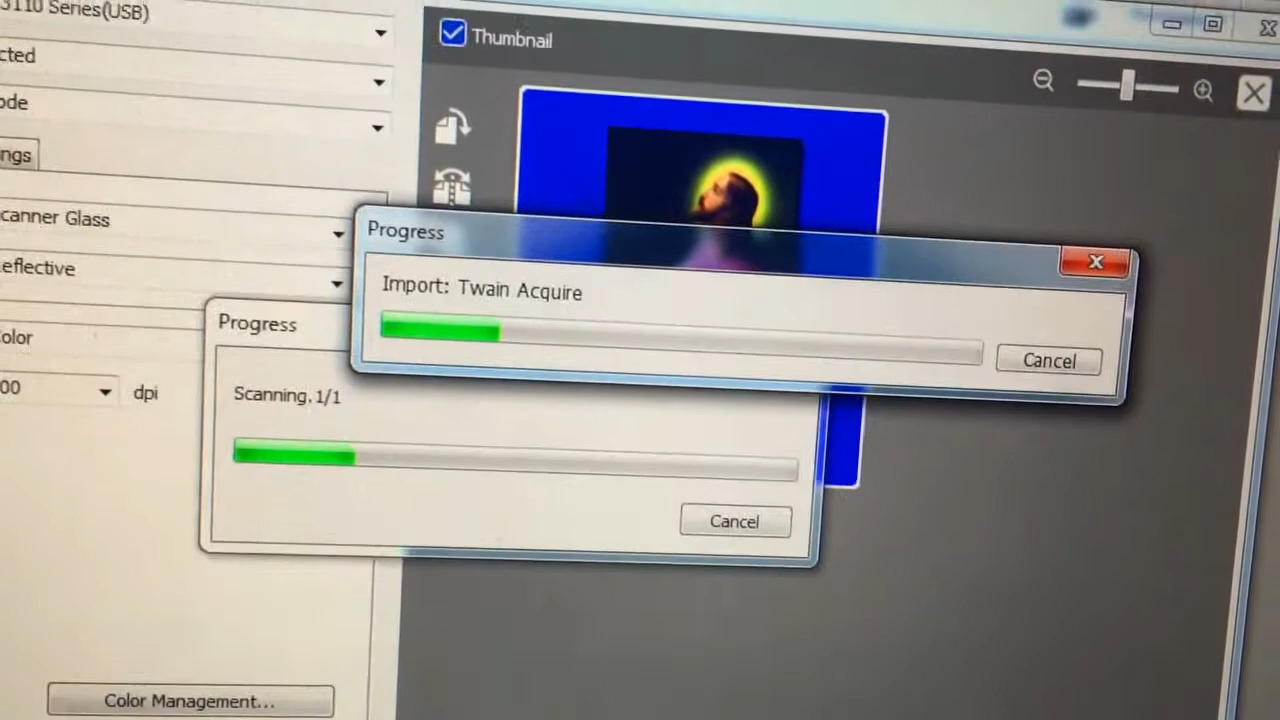 3110 Series(USB)
Thumbnail
cted
ode
ngs
canner Glass
eflective
olor
00
dpi
Progress
Import: Twain Acquire
Cancel
Progress
Scanning. 1/1
Cancel
Color Management...